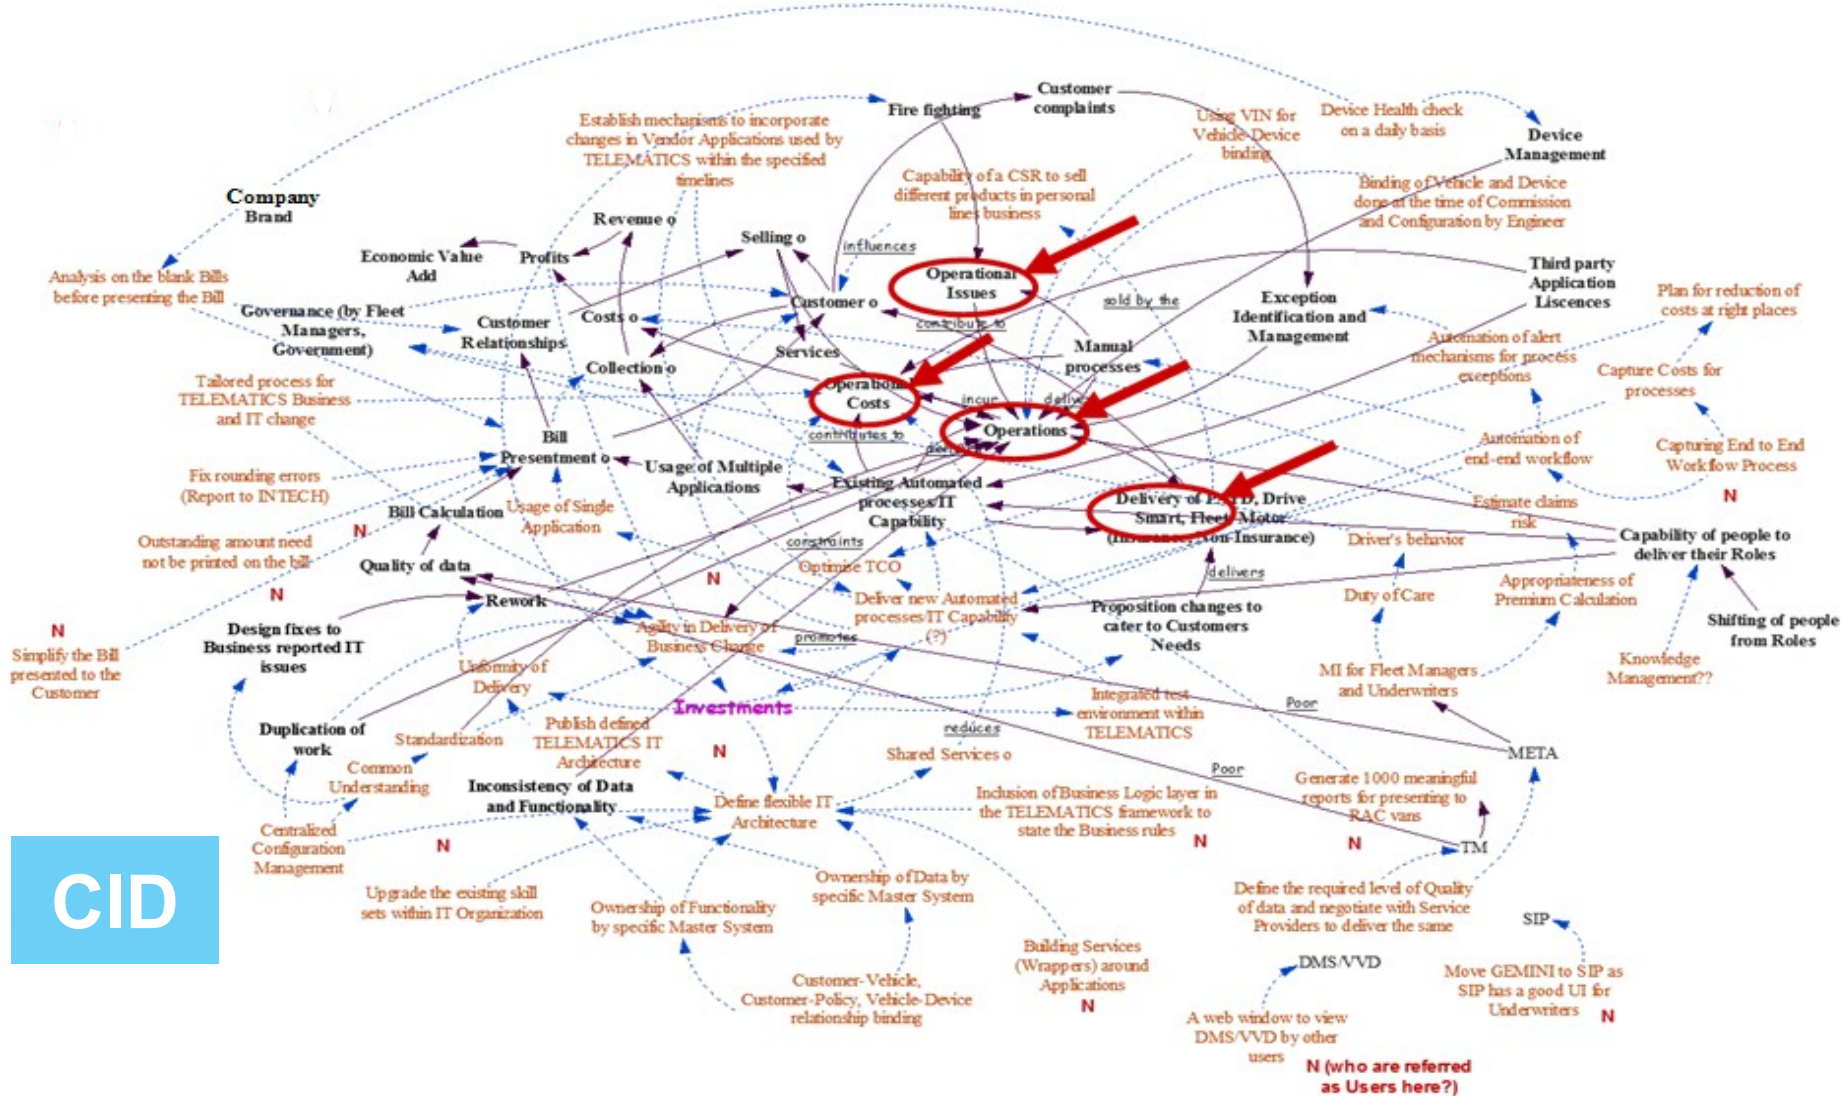 Customer
complaints
Fire fighting
Establish mechanisms to incorporate
changes in Vendor Applications used by
TELEMATICS within the specified
timelines
Using VIN for
Vehicle-Device
binding
Device Health check
on a daily basis
Device
Management
Capability of a CSR to sell
different products in personal
lines business
Binding of Vehicle and Device
done at the time of Commission
and Configuration by Engineer
Company
Brand
Revenue o
Selling o
influences
Economic Value
Add
Profits
Analysis on the blank Bills
before presenting the Bill
Operational
Issues
Third party
Application
Liscences
Customer o
sold by the
Exception
Identification and
Management
Plan for reduction of
costs at right places
Governance (by Fleet
Managers,
Government)
Customer
Relationships
Costs o
contribute to
Services
Manual
processes
Automation of alert
mechanisms for process
exceptions
Collection o
Capture Costs for
processes
Tailored process for
TELEMATICS Business
and IT change
Operational
Costs
incur
Operations
contributes to
Bill
Presentment o
Usage of Multiple
Applications
Automation of
end-end workflow
Capturing End to End
Workflow Process
N
Fix rounding errors
(Report to INTECH)
Existing Automated
processes/IT
Capability
Delivery of
Drive
Smart, Fleet, Motor
Non-Insurance)
Estimate claims
risk
Bill Calculation
Usage of Single
Application
N
Outstanding amount need
not be printed on the bill
N
constraints
Driver's behavior
Capability of people to
deliver their Roles
Quality of data
N
Optimise TCO
delivers
Appropriateness of
Premium Calculation
Duty of Care
Rework
Deliver new Automated
processes/IT Capability
(?)
Proposition changes to
cater to Customers
Needs
Shifting of people
from Roles
N
Simplify the Bill
presented to the
Customer
Design fixes to
Business reported IT
issues
Agility in Delivery of
Business Change
promotes
Uniformity of
Delivery
MI for Fleet Managers
and Underwriters
Knowledge
Management??
Investments
Integrated test
environment within
TELEMATICS
Poor
Duplication of
work
Standardization
Publish defined
TELEMATICS IT
Architecture
N
reduces
Shared Services o
META
Common
Understanding
Poor
Inconsistency of Data
and Functionality
Define flexible IT
Architecture
Inclusion of Business Logic layer in
the TELEMATICS framework to
state the Business rules
N
Generate 1000 meaningful
reports for presenting to
RAC vans
N
TM
Centralized
Configuration
Management
N
CID
Upgrade the existing skill
sets within IT Organization
Ownership of Functionality
by specific Master System
Ownership of Data by
specific Master System
Define the required level of Quality
of data and negotiate with Service
Providers to deliver the same
SIP
Building Services
(Wrappers) around
Applications
N
DMS/VVD
Move GEMINI to SIP as
SIP has a good UI for
Underwriters
N
Customer-Vehicle,
Customer-Policy, Vehicle-Device
relationship binding
A web window to view
DMS/VVD by other
users
N (who are referred
as Users here?)